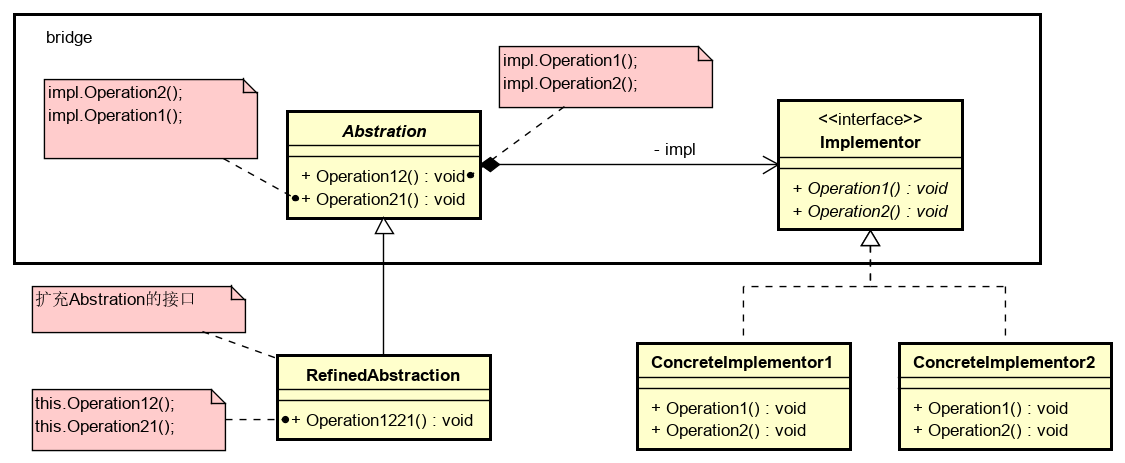 bridge
impl.Operation2();
impl.Operation1();
impl.Operation1();
impl.Operation2();
Abstration
+ Operation12() : void
+ Operation21() : void
- impl
<<interface>>
Implementor
+ Operation1() : void
+ Operation2() : void
扩充Abstration的接口
RefinedAbstraction
+ Operation1221() : void
this.Operation12();
this.Operation21();
ConcreteImplementor1
+ Operation1() : void
+ Operation2() : void
ConcreteImplementor2
+ Operation1() : void
+ Operation2() : void